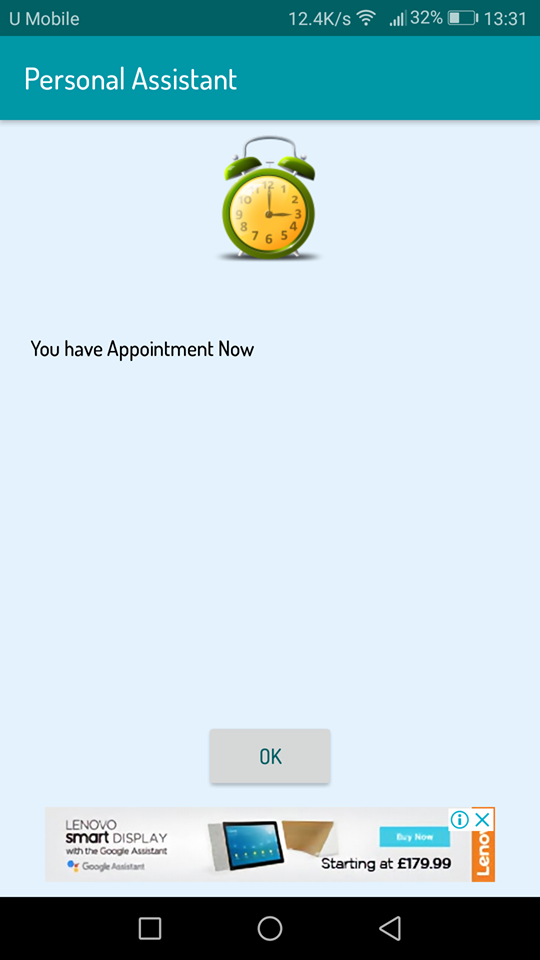 U Mobile 12.4K/s 32% 13:31
Personal Assistant
12
11 1
10 2
9 3
8 4
7 6 5
You have Appointment Now
OK
LENOVO
smart DISPLAY
with the Google Assistant
Google Assistant
Buy Now
Starting at £179.99
Lenovo